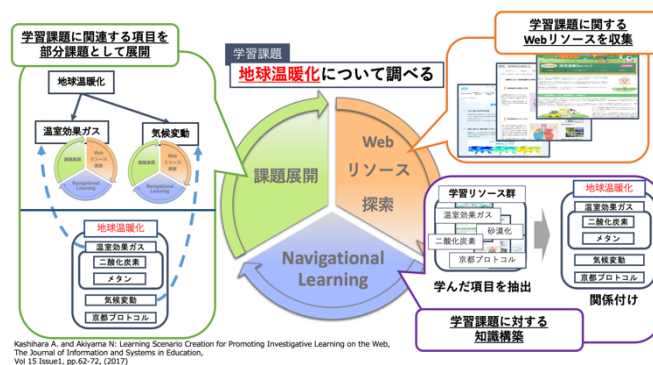 学習課題に関連する項目を
部分課題として展開
地球温暖化
温室効果ガス
気候変動
課題展開
Web
リソース
探索
Navigational
Learning
課題展開
Web
リソース
探索
Navigational
Learning
地球温暖化
温室効果ガス
二酸化炭素
メタン
気候変動
京都プロトコル
学習課題
地球温暖化について調べる
課題展開
Web
リソース
探索
Navigational
Learning
学習課題に関する
Webリソースを収集
学習リソース群
温室効果ガス
砂漠化
二酸化炭素
京都プロトコル
学んだ項目を抽出
地球温暖化
温室効果ガス
二酸化炭素
メタン
気候変動
京都プロトコル
関係付け
学習課題に対する
知識構築
Kashihara A. and Akiyama N: Learning Scenario Creation for Promoting Investigative Learning on the Web,
The Journal of Information and Systems in Education,
Vol 15 Issue1, pp.62-72, (2017)